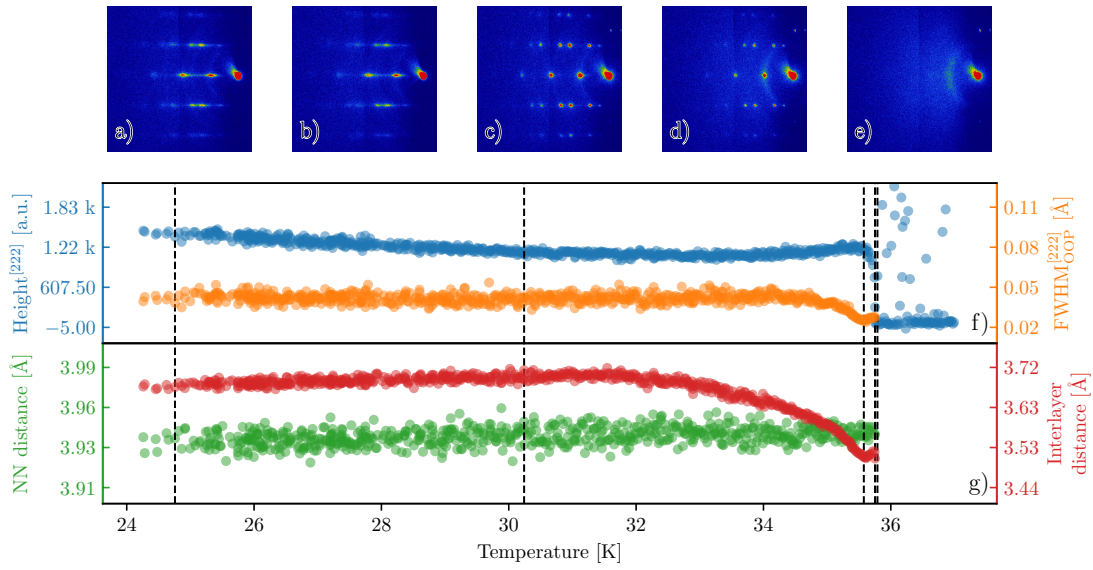 a)
b)
c)
d)
e)
Height^[222] [a.u.]
1.83 k
1.22 k
607.50
−5.00
0.11
0.08
0.05
0.02
FWHM^[222]_OOP [Å]
f)
NN distance [Å]
3.99
3.96
3.93
3.91
3.72
3.63
3.53
3.44
Interlayer
distance [Å]
g)
24
26
28
30
32
34
36
Temperature [K]